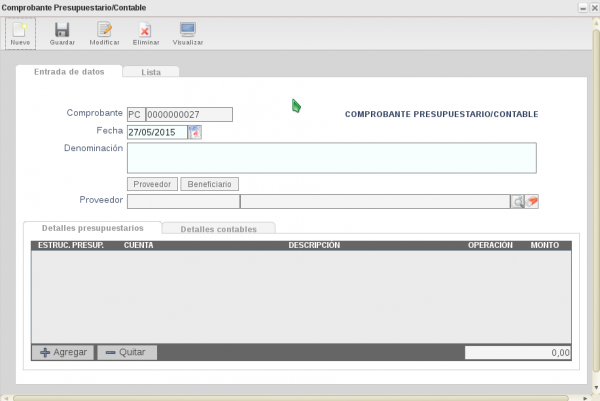 Comprobante Presupuestario/Contable
Nuevo Guardar Modificar Eliminar Visualizar
Entrada de datos Lista
Comprobante PC 0000000027 COMPROBANTE PRESUPUESTARIO/CONTABLE
Fecha 27/05/2015
Denominación
Proveedor Beneficiario
Proveedor
Detalles presupuestarios Detalles contables
ESTRUC. PRESUP. CUENTA DESCRIPCIÓN OPERACIÓN MONTO
Agregar Quitar 0,00